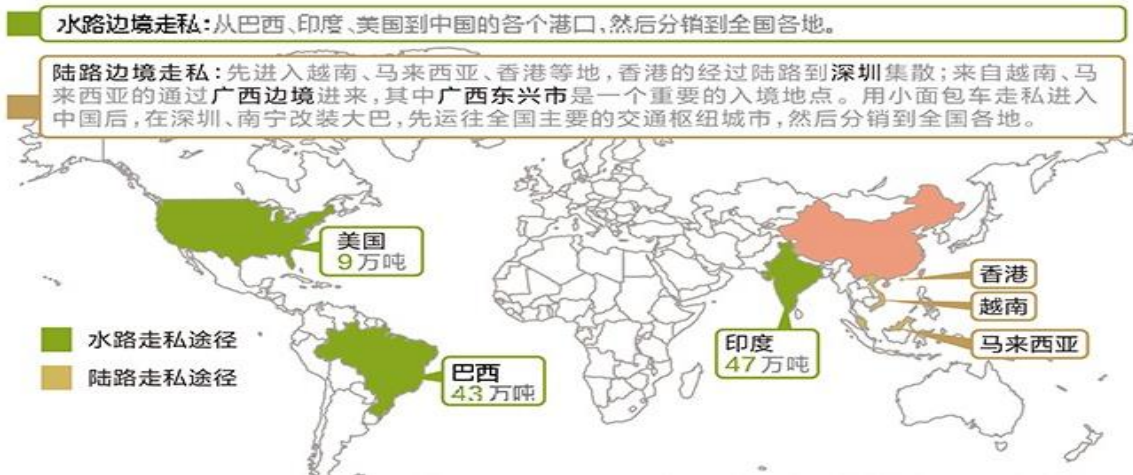 水路边境走私:从巴西、印度、美国到中国的各个港口,然后分销到全国各地。
陆路边境走私:先进入越南、马来西亚、香港等地,香港的经过陆路到深圳集散;来自越南、马
来西亚的通过广西边境进来,其中广西东兴市是一个重要的入境地点。用小面包车走私进入
中国后,在深圳、南宁改装大巴,先运往全国主要的交通枢纽城市,然后分销到全国各地。
美国
9万吨
香港
越南
水路走私途径
印度
47万吨
马来西亚
陆路走私途径
巴西
43万吨